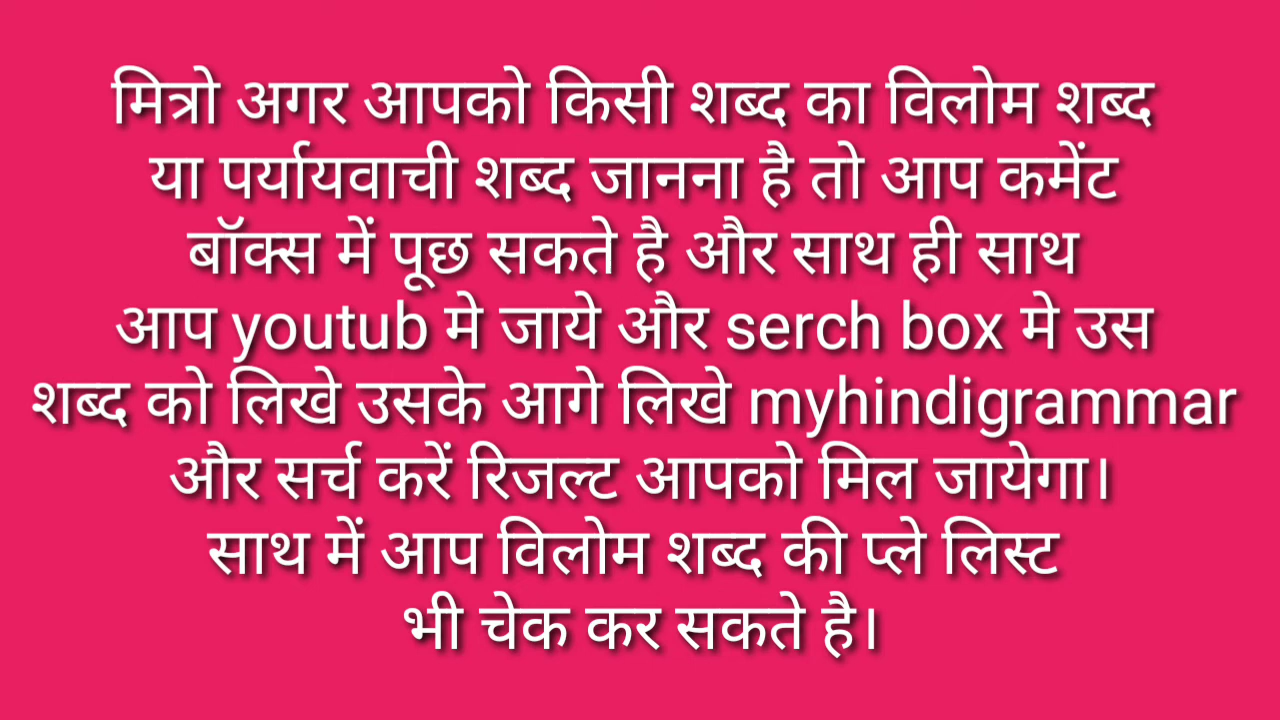 मित्रो अगर आपको किसी शब्द का विलोम शब्द
या पर्यायवाची शब्द जानना है तो आप कमेंट
बॉक्स में पूछ सकते है और साथ ही साथ
आप youtub मे जाये और serch box मे उस
शब्द को लिखे उसके आगे लिखे myhindigrammar
और सर्च करें रिजल्ट आपको मिल जायेगा।
साथ में आप विलोम शब्द की प्ले लिस्ट
भी चेक कर सकते है।